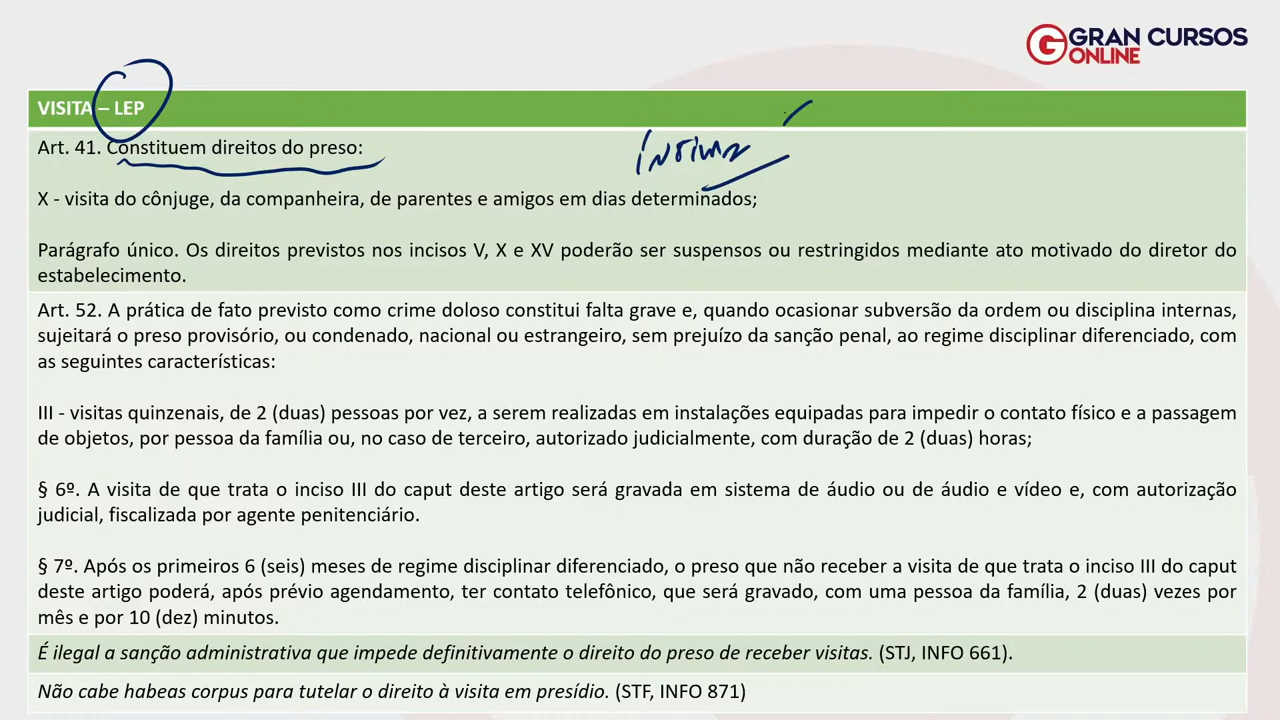 GRAN CURSOS
ONLINE
VISITA – LEP
Art. 41. Constituem direitos do preso:
íntima
X - visita do cônjuge, da companheira, de parentes e amigos em dias determinados;
Parágrafo único. Os direitos previstos nos incisos V, X e XV poderão ser suspensos ou restringidos mediante ato motivado do diretor do
estabelecimento.
Art. 52. A prática de fato previsto como crime doloso constitui falta grave e, quando ocasionar subversão da ordem ou disciplina internas,
sujeitará o preso provisório, ou condenado, nacional ou estrangeiro, sem prejuízo da sanção penal, ao regime disciplinar diferenciado, com
as seguintes características:
III - visitas quinzenais, de 2 (duas) pessoas por vez, a serem realizadas em instalações equipadas para impedir o contato físico e a passagem
de objetos, por pessoa da família ou, no caso de terceiro, autorizado judicialmente, com duração de 2 (duas) horas;
§ 6º. A visita de que trata o inciso III do caput deste artigo será gravada em sistema de áudio ou de áudio e vídeo e, com autorização
judicial, fiscalizada por agente penitenciário.
§ 7º. Após os primeiros 6 (seis) meses de regime disciplinar diferenciado, o preso que não receber a visita de que trata o inciso III do caput
deste artigo poderá, após prévio agendamento, ter contato telefônico, que será gravado, com uma pessoa da família, 2 (duas) vezes por
mês e por 10 (dez) minutos.
É ilegal a sanção administrativa que impede definitivamente o direito do preso de receber visitas. (STJ, INFO 661).
Não cabe habeas corpus para tutelar o direito à visita em presídio. (STF, INFO 871)